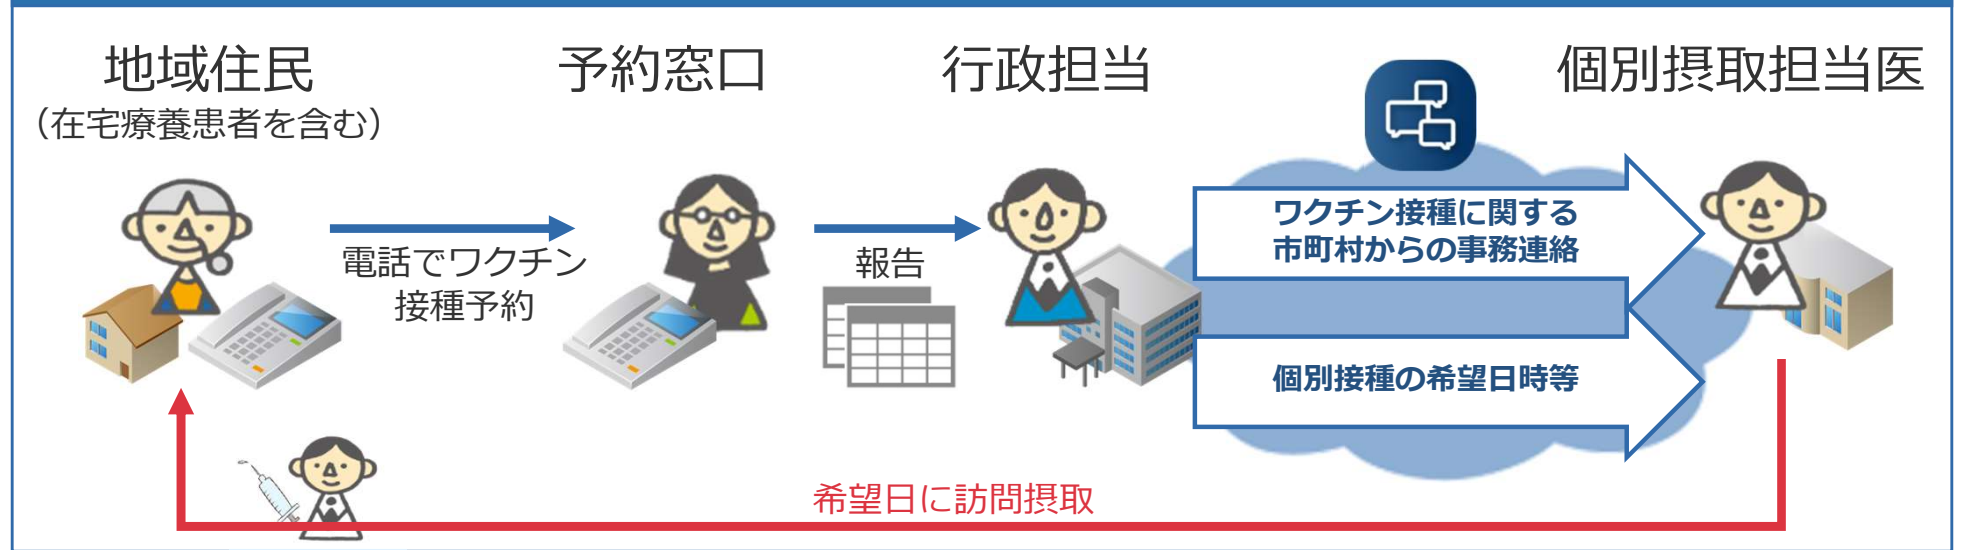 地域住民
（在宅療養患者を含む）
予約窓口
行政担当
個別摂取担当医
電話でワクチン
接種予約
報告
ワクチン接種に関する
市町村からの事務連絡
個別接種の希望日時等
希望日に訪問摂取